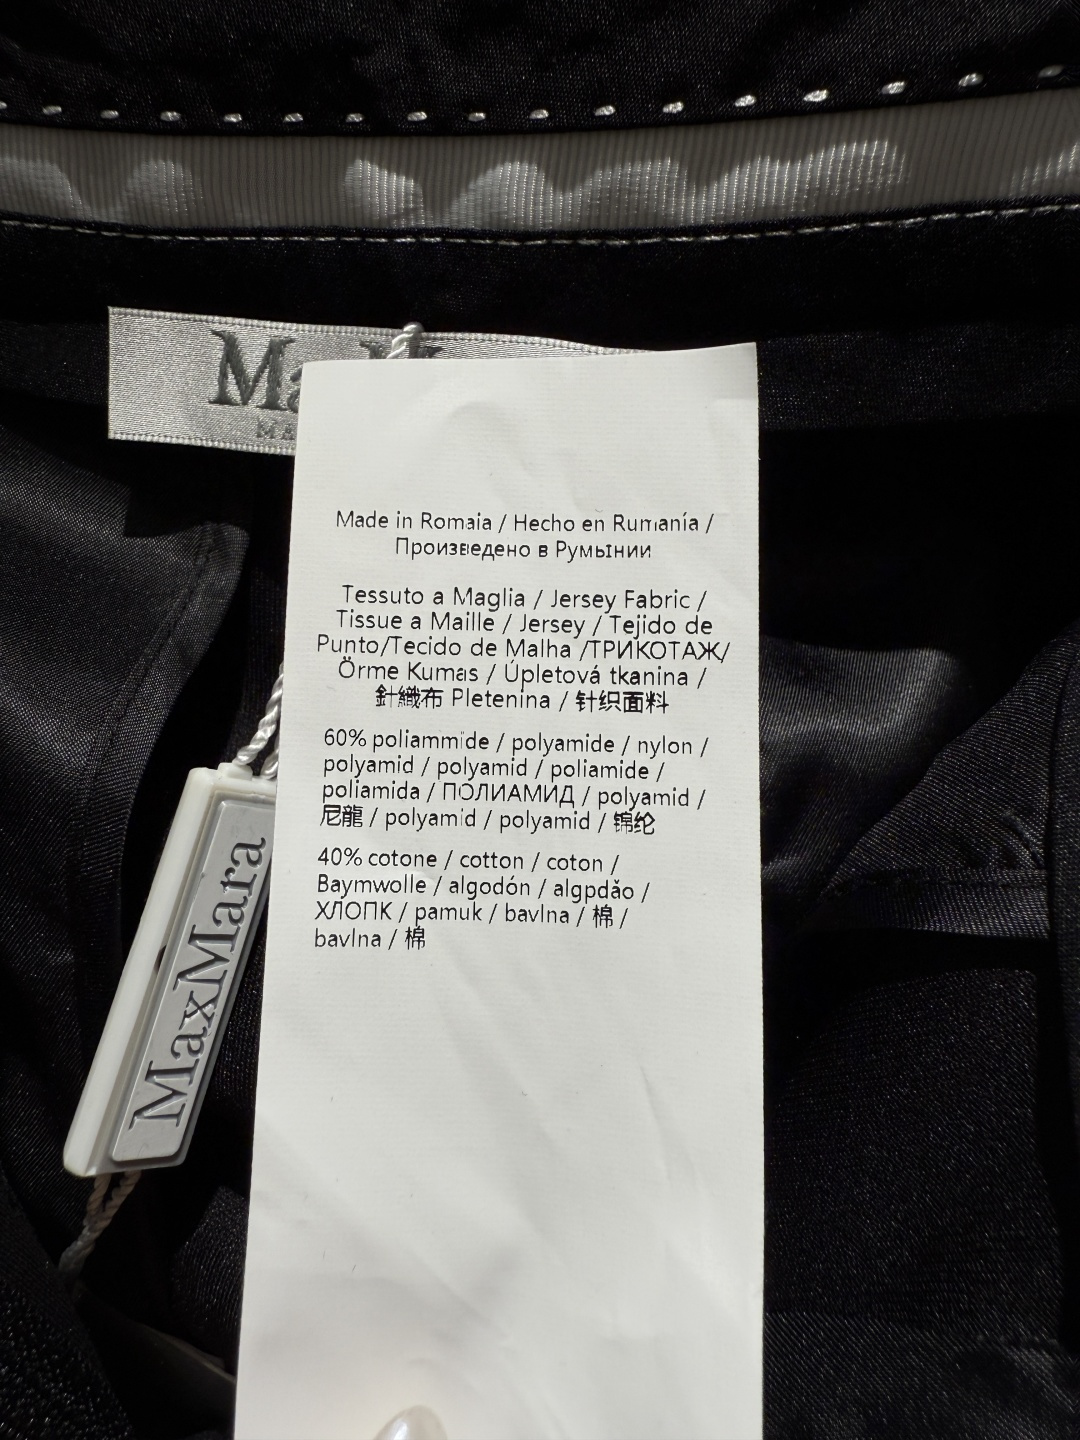 Made in Romaia / Hecho en Rumanía /
Произведено в Румынии
Tessuto a Maglia / Jersey Fabric /
Tissue a Maille / Jersey / Tejido de
Punto/Tecido de Malha /ТРИКОТАЖ/
Örme Kumas / Úpletová tkanina /
針織布 Pletenina / 针织面料
60% poliammide / polyamide / nylon /
polyamid / polyamid / poliamide /
poliamida / ПОЛИАМИД / polyamid /
尼龍 / polyamid / polyamid / 锦纶
40% cotone / cotton / coton /
Baymwolle / algodón / algpdǎo /
ХЛОПК / pamuk / bavlna / 棉 /
bavlna / 棉
MaxMara